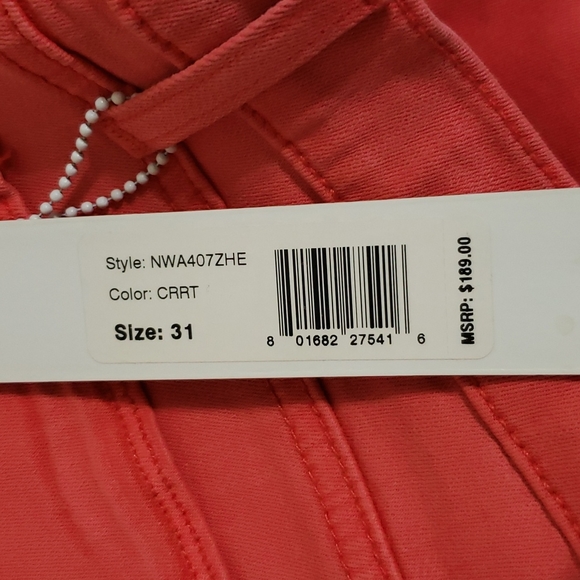 Style: NWA407ZHE
Color: CRRT
Size: 31
8 01682 27541 6
MSRP: $189.00